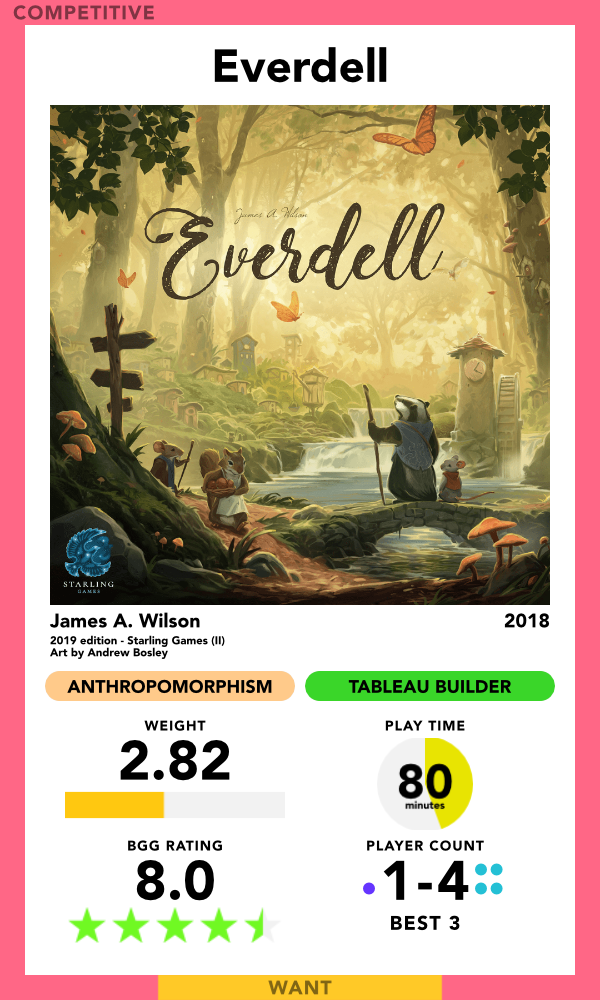 COMPETITIVE
Everdell
James A. Wilson
Everdell
STARLING
GAMES
James A. Wilson 2018
2019 edition - Starling Games (II)
Art by Andrew Bosley
ANTHROPOMORPHISM TABLEAU BUILDER
WEIGHT PLAY TIME
2.82 80
minutes
BGG RATING PLAYER COUNT
8.0 1-4
BEST 3
WANT